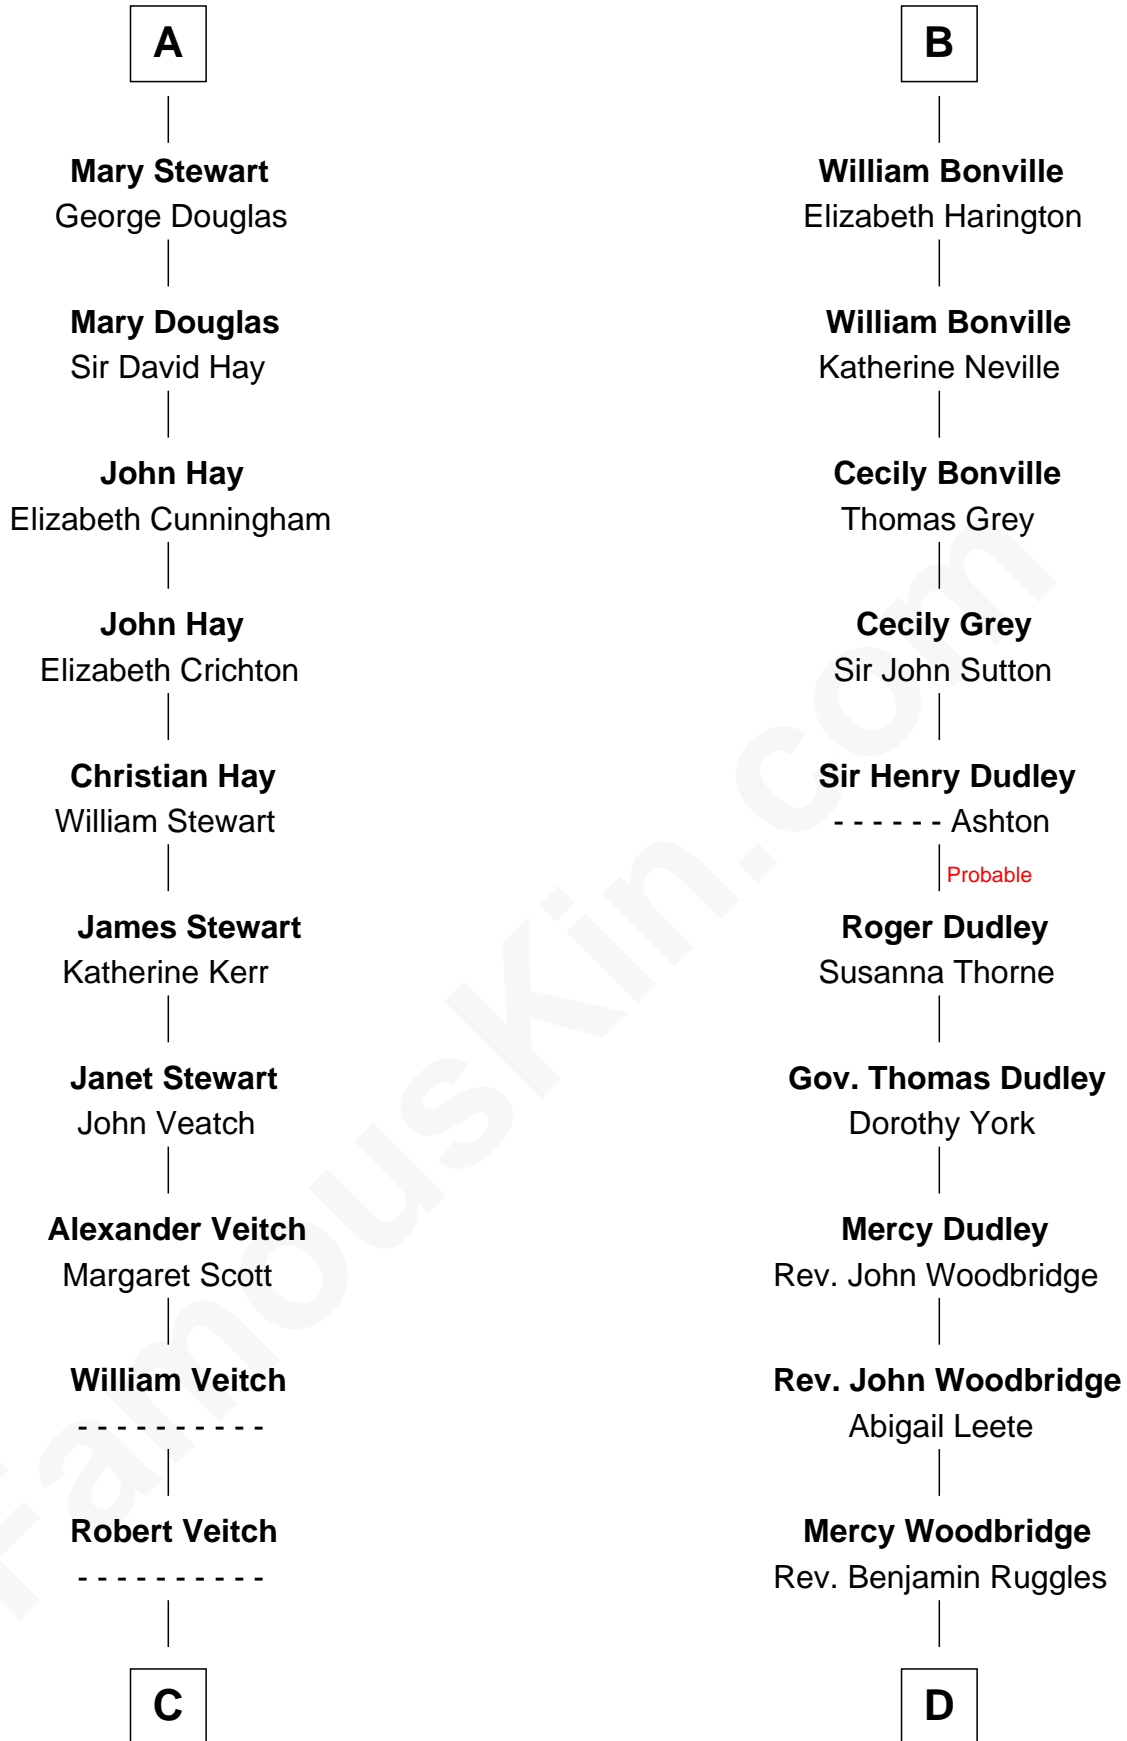 A
Mary Stewart
George Douglas
Mary Douglas
Sir David Hay
John Hay
Elizabeth Cunningham
John Hay
Elizabeth Crichton
Christian Hay
William Stewart
James Stewart
Katherine Kerr
Janet Stewart
John Veatch
Alexander Veitch
Margaret Scott
William Veitch
- - - - - - - - - -
Robert Veitch
- - - - - - - - - -
C
B
William Bonville
Elizabeth Harington
William Bonville
Katherine Neville
Cecily Bonville
Thomas Grey
Cecily Grey
Sir John Sutton
Sir Henry Dudley
- - - - - - Ashton
Probable
Roger Dudley
Susanna Thorne
Gov. Thomas Dudley
Dorothy York
Mercy Dudley
Rev. John Woodbridge
Rev. John Woodbridge
Abigail Leete
Mercy Woodbridge
Rev. Benjamin Ruggles
D
FamousKin.com